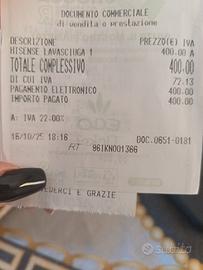 DOCUMENTO COMMERCIALE
di vendita o prestazione
DESCRIZIONE PREZZO(€) IVA
HISENSE LAVASCIUGA 1 400.00 A
TOTALE COMPLESSIVO 400.00
DI CUI IVA 72.13
PAGAMENTO ELETTRONICO 400.00
IMPORTO PAGATO 400.00
A: IVA 22.00%
16/10/25 18:16 DOC.0651-0181
RT 96IKN001366
EDERCI E GRAZIE
subito